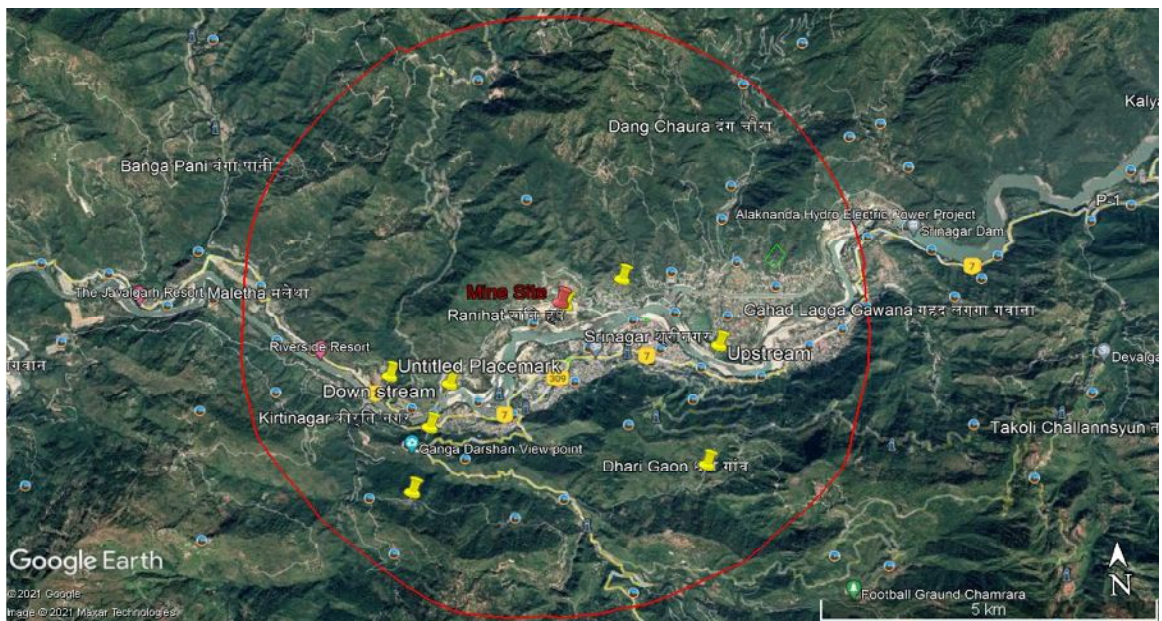 Kalya
Dang Chaura दंग चौरा
Banga Pani बंगा पानी
P-1
Alaknanda Hydro Electric Power Project
Srinagar Dam
7
Mine Site
The Javalgarh Resort
Maletha मलेथा
Ranihat
Gahad Lagga Gawana गहद लगगा गवाना
Srinagar श्रीनगर
Riverside Resort
7
Upstream
Devalga
Untitled Placemark
309
Down stream
Kirtinagar कीर्ति नगर
7
Takoli Challannsyun त
Ganga Darshan View point
Dhari Gaon
Google Earth
N
© 2021 Google
Image © 2021 Maxar Technologies
Football Graund Chamrara
5 km